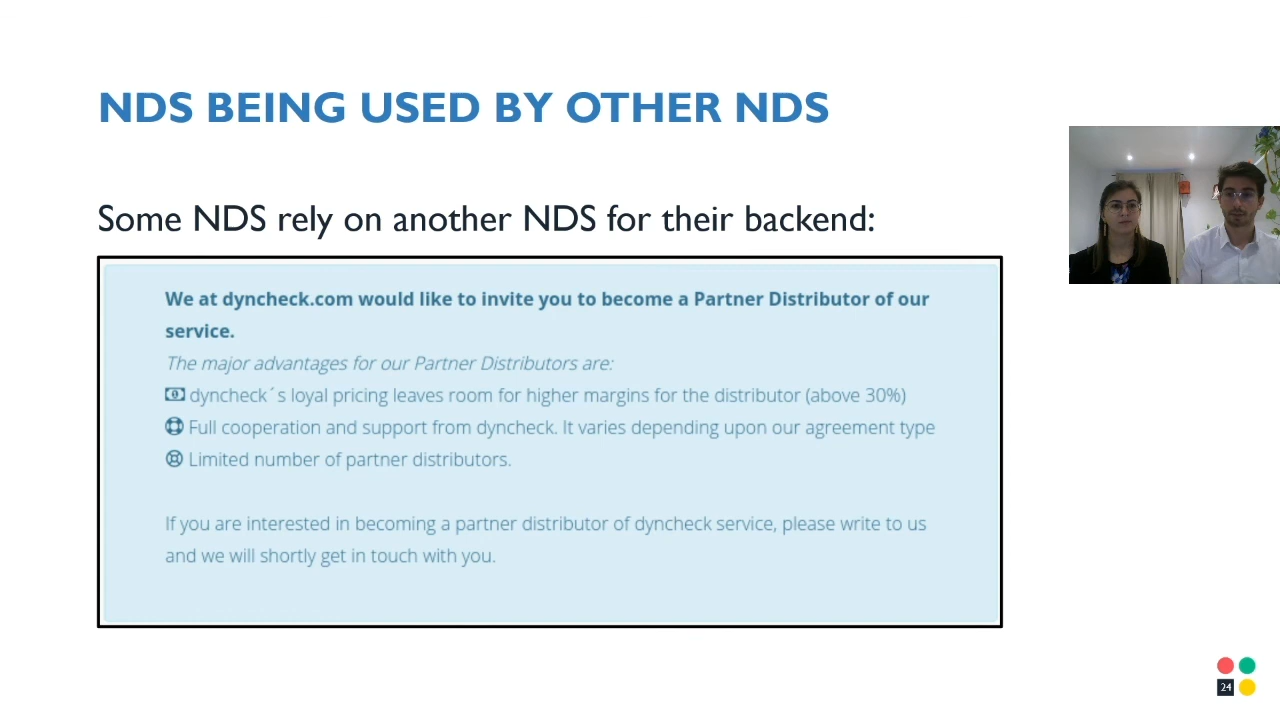 NDS BEING USED BY OTHER NDS
Some NDS rely on another NDS for their backend:
We at dyncheck.com would like to invite you to become a Partner Distributor of our
service.
The major advantages for our Partner Distributors are:
dyncheck´s loyal pricing leaves room for higher margins for the distributor (above 30%)
Full cooperation and support from dyncheck. It varies depending upon our agreement type
Limited number of partner distributors.
If you are interested in becoming a partner distributor of dyncheck service, please write to us
and we will shortly get in touch with you.
24